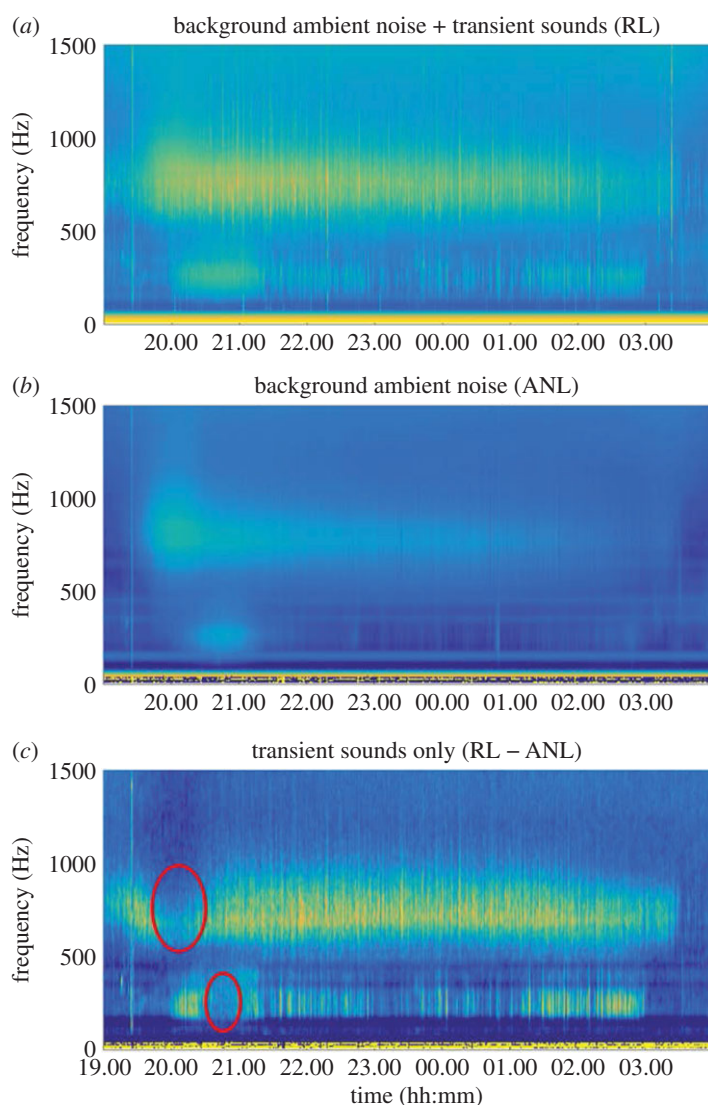 (a) background ambient noise + transient sounds (RL)
1500
1000
500
0
frequency (Hz)
20.00 21.00 22.00 23.00 00.00 01.00 02.00 03.00
(b) background ambient noise (ANL)
1500
1000
500
0
frequency (Hz)
20.00 21.00 22.00 23.00 00.00 01.00 02.00 03.00
(c) transient sounds only (RL – ANL)
1500
1000
500
0
frequency (Hz)
19.00 20.00 21.00 22.00 23.00 00.00 01.00 02.00 03.00
time (hh:mm)